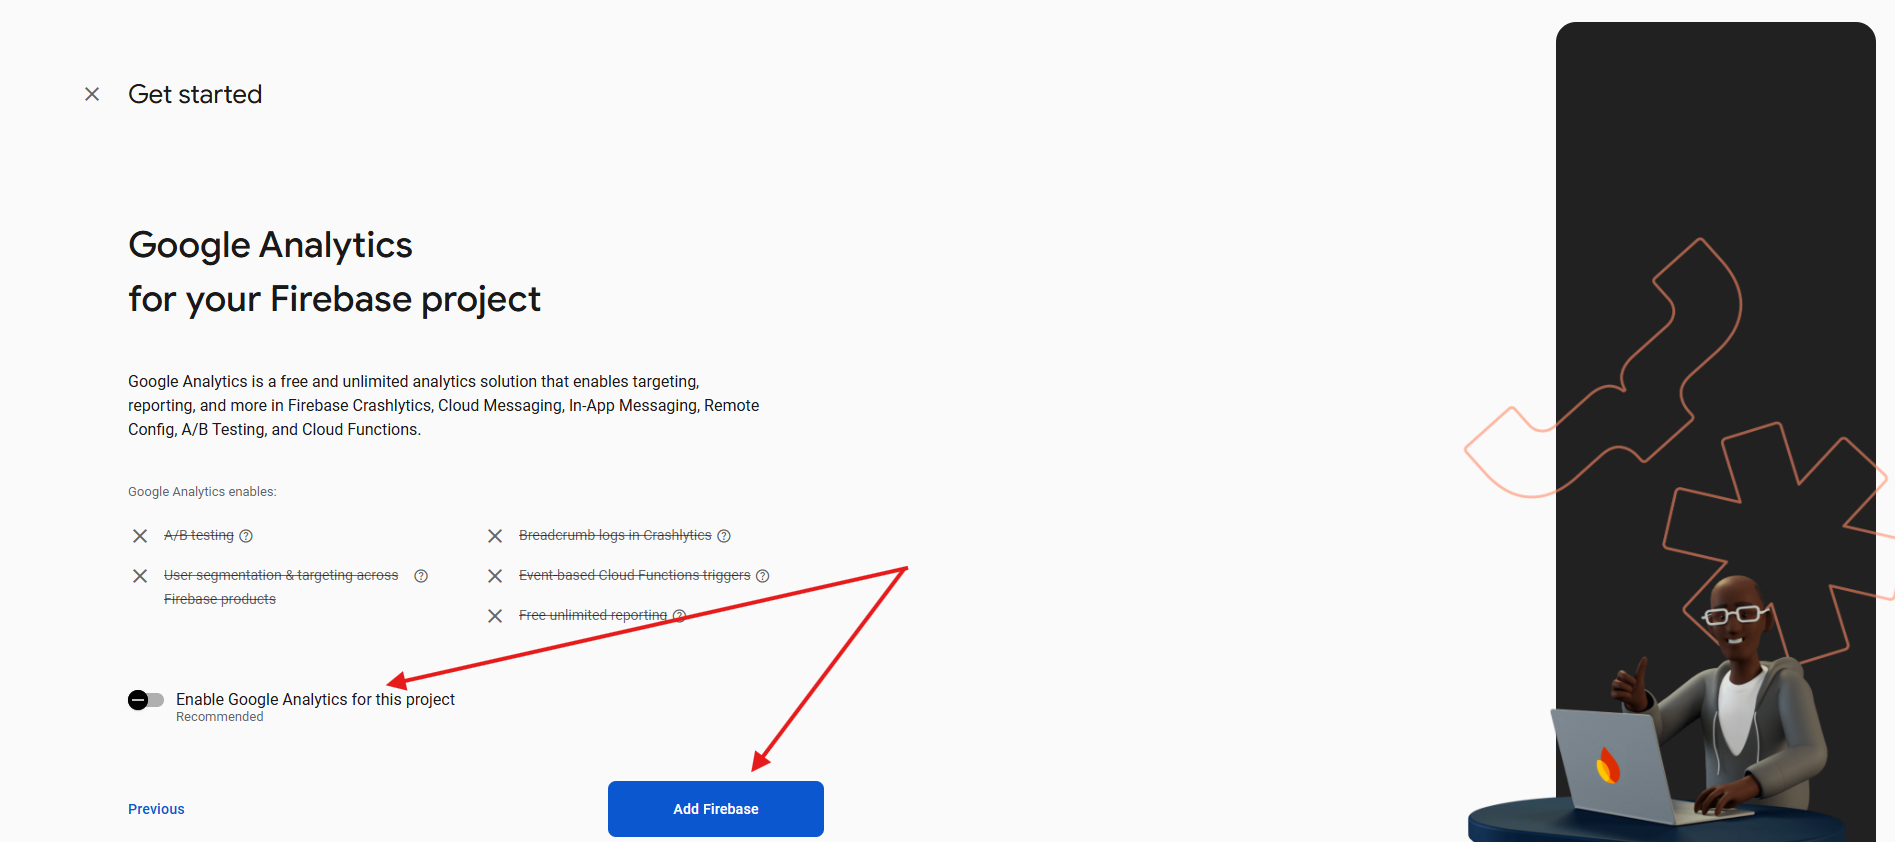 Get started
Google Analytics
for your Firebase project
Google Analytics is a free and unlimited analytics solution that enables targeting,
reporting, and more in Firebase Crashlytics, Cloud Messaging, In-App Messaging, Remote
Config, A/B Testing, and Cloud Functions.
Google Analytics enables:
A/B testing
User segmentation & targeting across
Firebase products
Breadcrumb logs in Crashlytics
Event-based Cloud Functions triggers
Free unlimited reporting
Enable Google Analytics for this project
Recommended
Previous
Add Firebase